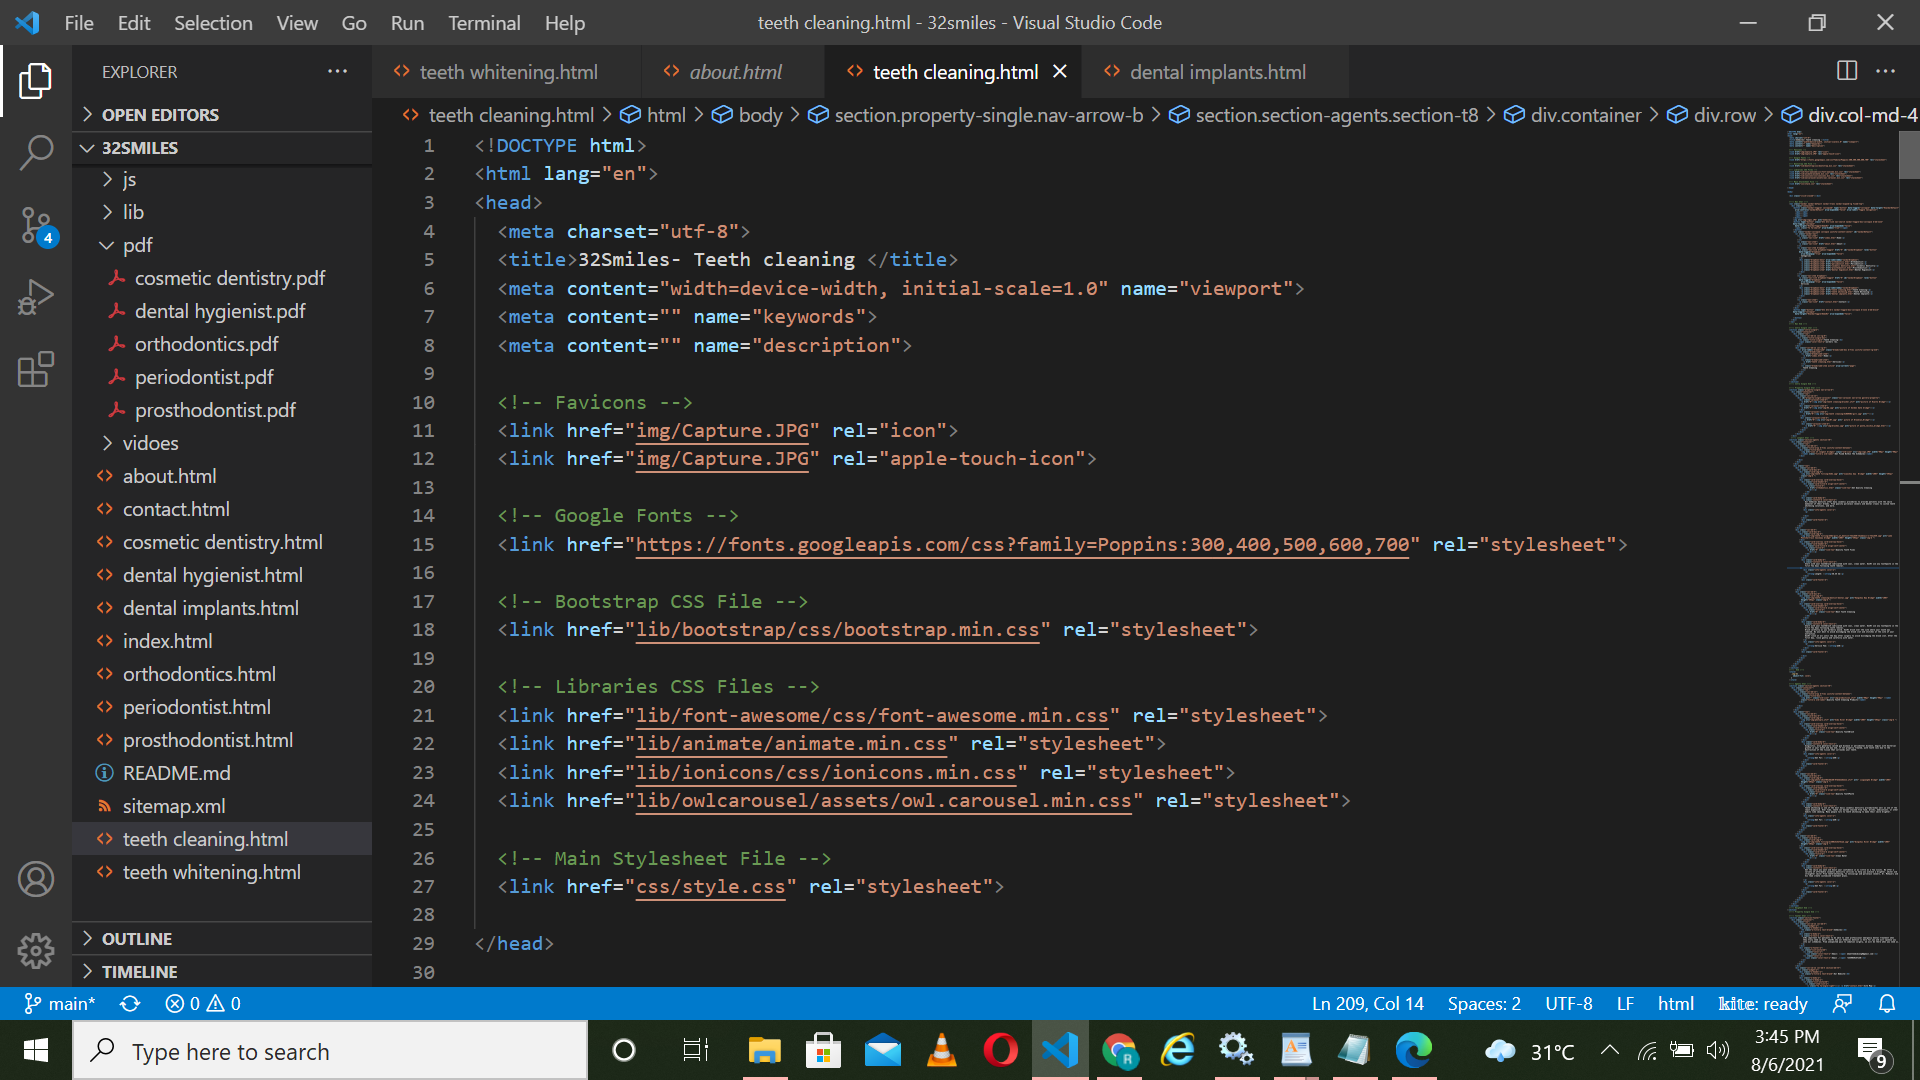 File Edit Selection View Go Run Terminal Help
teeth cleaning.html - 32smiles - Visual Studio Code
EXPLORER
OPEN EDITORS
32SMILES
js
lib
pdf
cosmetic dentistry.pdf
dental hygienist.pdf
orthodontics.pdf
periodontist.pdf
prosthodontist.pdf
vidoes
about.html
contact.html
cosmetic dentistry.html
dental hygienist.html
dental implants.html
index.html
orthodontics.html
periodontist.html
prosthodontist.html
README.md
sitemap.xml
teeth cleaning.html
teeth whitening.html
OUTLINE
TIMELINE
4
teeth whitening.html about.html teeth cleaning.html dental implants.html
teeth cleaning.html > html > body > section.property-single.nav-arrow-b > section.section-agents.section-t8 > div.container > div.row > div.col-md-4
1 <!DOCTYPE html>
2 <html lang="en">
3 <head>
4 <meta charset="utf-8">
5 <title>32Smiles- Teeth cleaning </title>
6 <meta content="width=device-width, initial-scale=1.0" name="viewport">
7 <meta content="" name="keywords">
8 <meta content="" name="description">
9
10 <!-- Favicons -->
11 <link href="img/Capture.JPG" rel="icon">
12 <link href="img/Capture.JPG" rel="apple-touch-icon">
13
14 <!-- Google Fonts -->
15 <link href="https://fonts.googleapis.com/css?family=Poppins:300,400,500,600,700" rel="stylesheet">
16
17 <!-- Bootstrap CSS File -->
18 <link href="lib/bootstrap/css/bootstrap.min.css" rel="stylesheet">
19
20 <!-- Libraries CSS Files -->
21 <link href="lib/font-awesome/css/font-awesome.min.css" rel="stylesheet">
22 <link href="lib/animate/animate.min.css" rel="stylesheet">
23 <link href="lib/ionicons/css/ionicons.min.css" rel="stylesheet">
24 <link href="lib/owlcarousel/assets/owl.carousel.min.css" rel="stylesheet">
25
26 <!-- Main Stylesheet File -->
27 <link href="css/style.css" rel="stylesheet">
28
29 </head>
30
main* 0 0
Ln 209, Col 14 Spaces: 2 UTF-8 LF html kite: ready
Type here to search
R
31°C
3:45 PM
8/6/2021
9